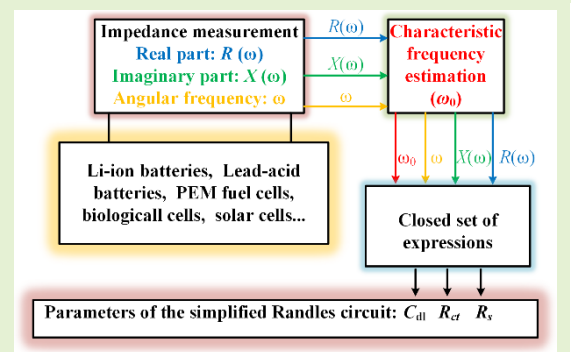 Impedance measurement
Real part: R (ω)
Imaginary part: X (ω)
Angular frequency: ω
R(ω)
X(ω)
ω
Characteristic
frequency
estimation
(ω₀)
ω₀ ω X(ω) R(ω)
Li-ion batteries, Lead-acid
batteries, PEM fuel cells,
biologicall cells, solar cells...
Closed set of
expressions
Parameters of the simplified Randles circuit: Cdl Rct Rs